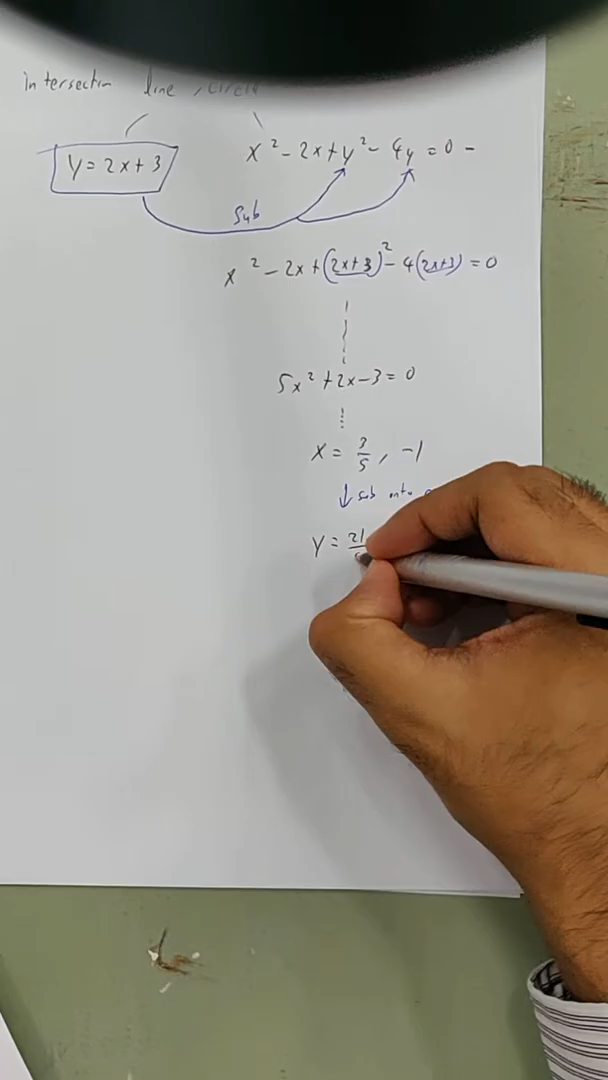 intersection line, circle
y = 2x + 3
x² - 2x + y² - 4y = 0 -
sub
x² - 2x + (2x+3)² - 4(2x+3) = 0
5x² + 2x - 3 = 0
x = 3/5, -1
↓ sub into
y = 21